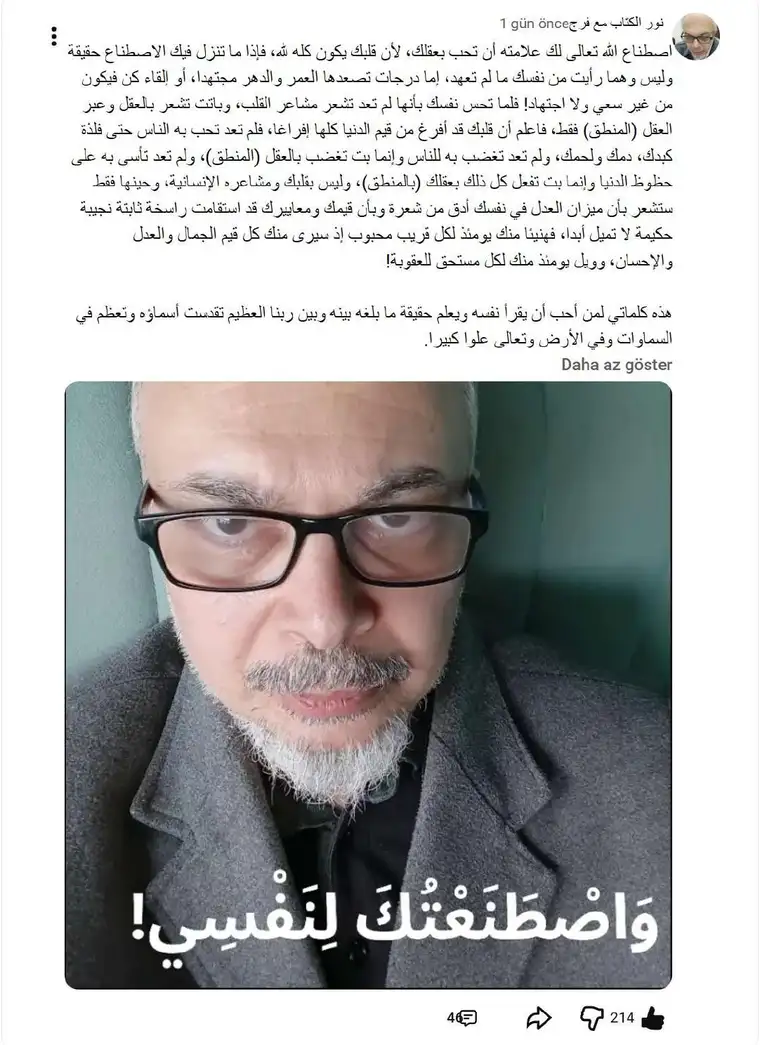 نور الكتاب مع فرج 1 gün önce
اصطناع الله تعالى لك علامته أن تحب بعقلك، لأن قلبك يكون كله لله، فإذا ما تنزل فيك الاصطناع حقيقة
وليس وهما رأيت من نفسك ما لم تعهد، إما درجات تصعدها العمر والدهر مجتهدا، أو إلقاء كن فيكون
من غير سعي ولا اجتهاد! فلما تحس نفسك بأنها لم تعد تشعر مشاعر القلب، وباتت تشعر بالعقل وعبر
العقل (المنطق) فقط، فاعلم أن قلبك قد أفرغ من قيم الدنيا كلها إفراغا، فلم تعد تحب به الناس حتى فلذة
كبدك، دمك ولحمك، ولم تعد تغضب به للناس وإنما بت تغضب بالعقل (المنطق)، ولم تعد تأسى به على
حظوظ الدنيا وإنما بت تفعل كل ذلك بعقلك (بالمنطق)، وليس بقلبك ومشاعره الإنسانية، وحينها فقط
ستشعر بأن ميزان العدل في نفسك أدق من شعرة وبأن قيمك ومعاييرك قد استقامت راسخة ثابتة نجيبة
حكيمة لا تميل أبدا، فهنيئا منك يومئذ لكل قريب محبوب إذ سيرى منك كل قيم الجمال والعدل
والإحسان، وويل يومئذ منك لكل مستحق للعقوبة!
هذه كلماتي لمن أحب أن يقرأ نفسه ويعلم حقيقة ما بلغه بينه وبين ربنا العظيم تقدست أسماؤه وتعظم في
السماوات وفي الأرض وتعالى علوا كبيرا.
Daha az göster
وَاصْطَنَعْتُكَ لِنَفْسِي!
214
46